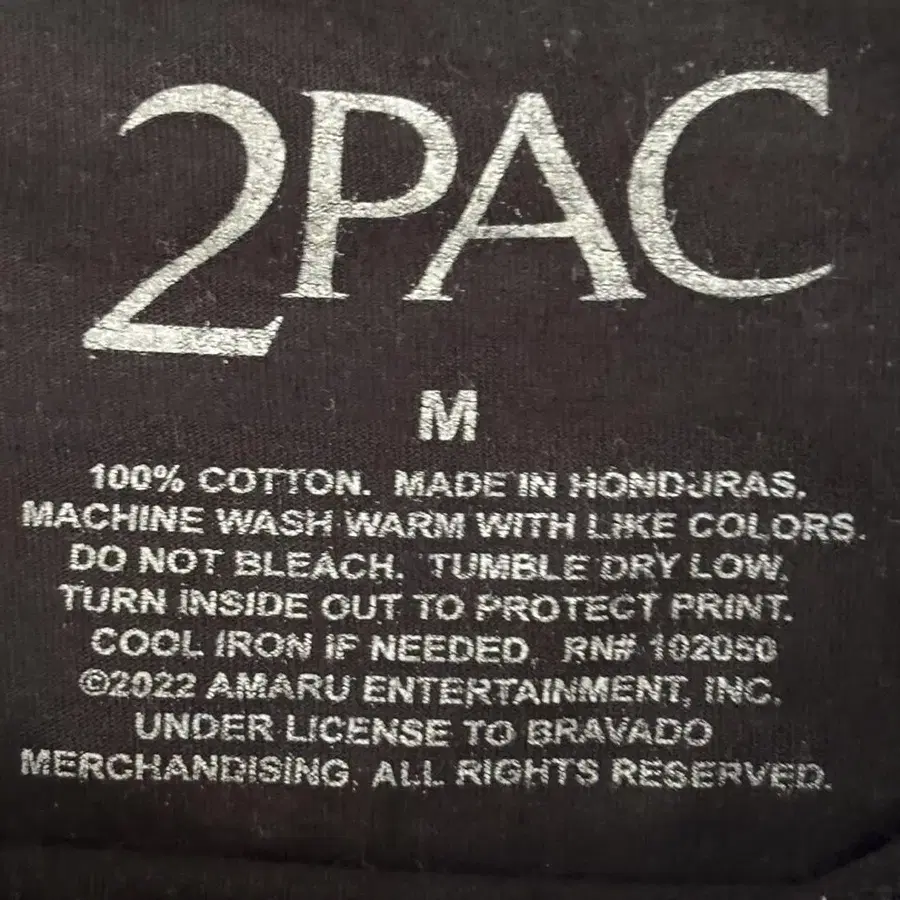 2PAC
M
100% COTTON. MADE IN HONDURAS.
MACHINE WASH WARM WITH LIKE COLORS.
DO NOT BLEACH. TUMBLE DRY LOW.
TURN INSIDE OUT TO PROTECT PRINT.
COOL IRON IF NEEDED. RN# 102050
©2022 AMARU ENTERTAINMENT, INC.
UNDER LICENSE TO BRAVADO
MERCHANDISING. ALL RIGHTS RESERVED.